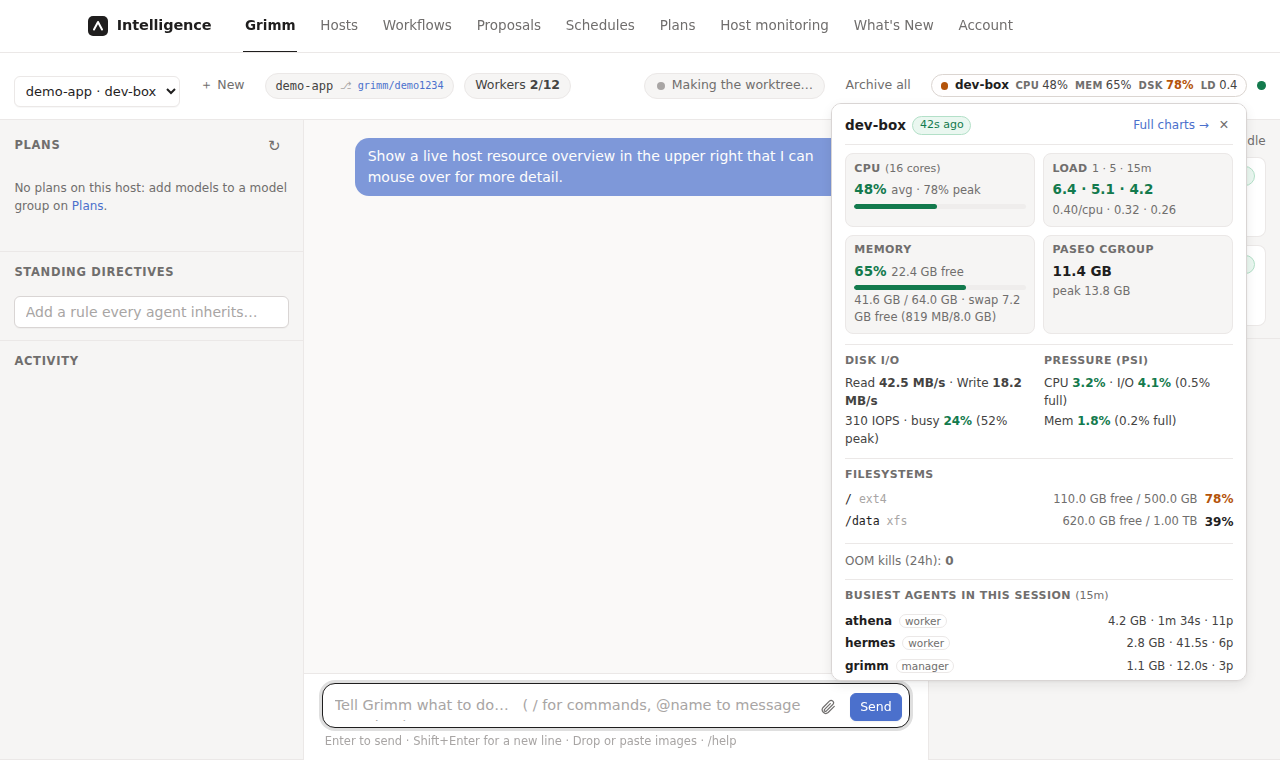 Intelligence Grimm Hosts Workflows Proposals Schedules Plans Host monitoring What's New Account
demo-app · dev-box + New demo-app grimm/demo1234 Workers 2/12 Making the worktree… Archive all dev-box CPU 48% MEM 65% DSK 78% LD 0.4
PLANS
No plans on this host: add models to a model
group on Plans.
STANDING DIRECTIVES
Add a rule every agent inherits…
ACTIVITY
Show a live host resource overview in the upper right that I can
mouse over for more detail.
Tell Grimm what to do… ( / for commands, @name to message
Send
Enter to send · Shift+Enter for a new line · Drop or paste images · /help
dev-box 42s ago Full charts → ×
CPU (16 cores)
48% avg · 78% peak
LOAD 1 · 5 · 15m
6.4 · 5.1 · 4.2
0.40/cpu · 0.32 · 0.26
MEMORY
65% 22.4 GB free
41.6 GB / 64.0 GB · swap 7.2
GB free (819 MB/8.0 GB)
PASEO CGROUP
11.4 GB
peak 13.8 GB
DISK I/O
Read 42.5 MB/s · Write 18.2
MB/s
310 IOPS · busy 24% (52%
peak)
PRESSURE (PSI)
CPU 3.2% · I/O 4.1% (0.5%
full)
Mem 1.8% (0.2% full)
FILESYSTEMS
/ ext4 110.0 GB free / 500.0 GB 78%
/data xfs 620.0 GB free / 1.00 TB 39%
OOM kills (24h): 0
BUSIEST AGENTS IN THIS SESSION (15m)
athena worker 4.2 GB · 1m 34s · 11p
hermes worker 2.8 GB · 41.5s · 6p
grimm manager 1.1 GB · 12.0s · 3p